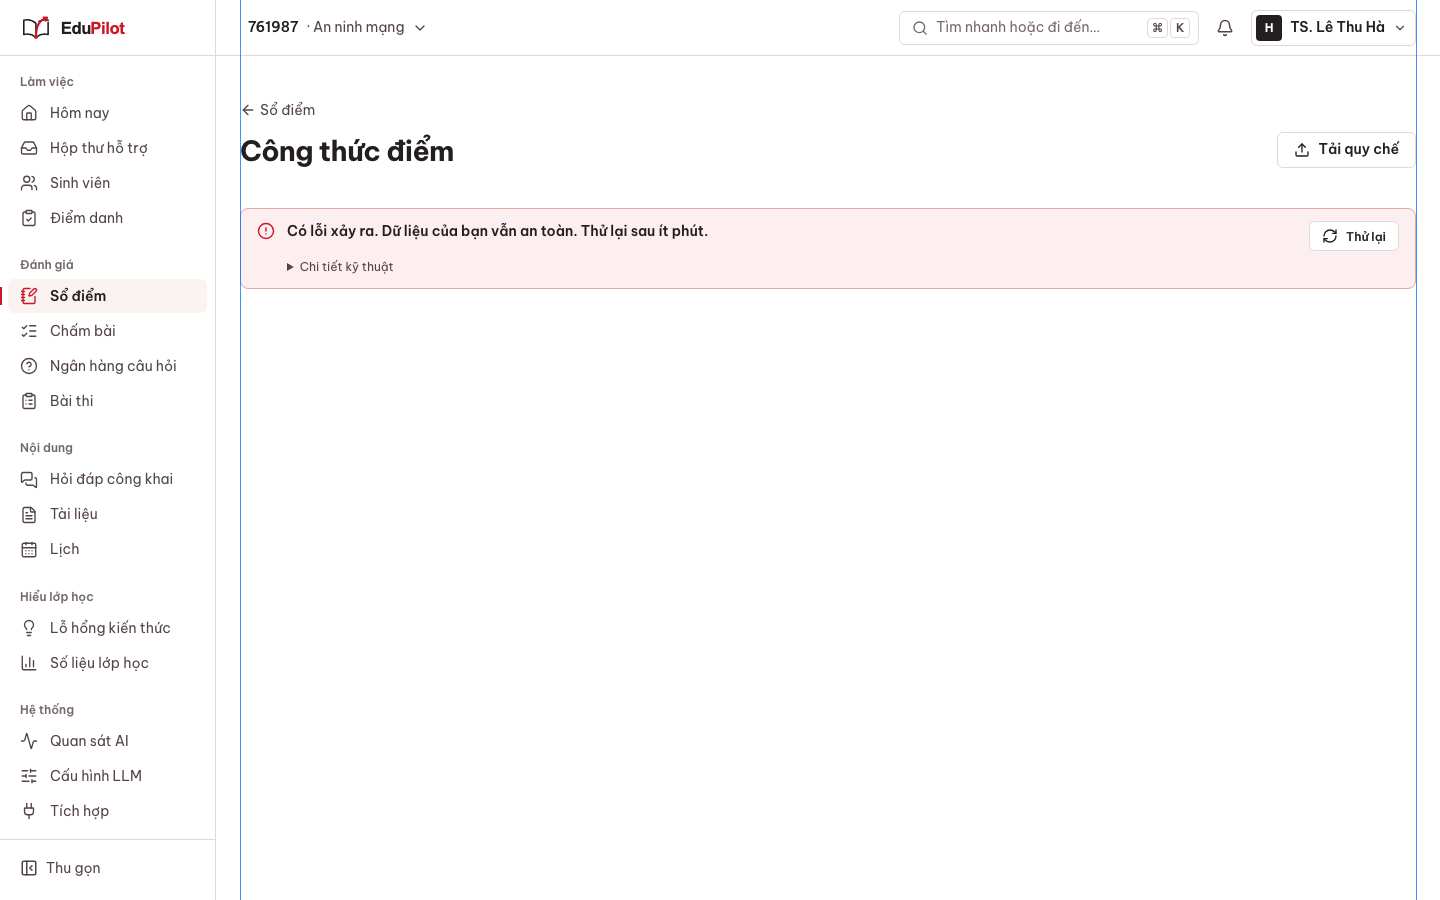 EduPilot
761987 · An ninh mạng
Tìm nhanh hoặc đi đến...
⌘ K
H TS. Lê Thu Hà
Làm việc
Hôm nay
Hộp thư hỗ trợ
Sinh viên
Điểm danh
Đánh giá
Sổ điểm
Chấm bài
Ngân hàng câu hỏi
Bài thi
Nội dung
Hỏi đáp công khai
Tài liệu
Lịch
Hiểu lớp học
Lỗ hổng kiến thức
Số liệu lớp học
Hệ thống
Quan sát AI
Cấu hình LLM
Tích hợp
Thu gọn
Sổ điểm
Công thức điểm
Tải quy chế
Có lỗi xảy ra. Dữ liệu của bạn vẫn an toàn. Thử lại sau ít phút.
Thử lại
Chi tiết kỹ thuật